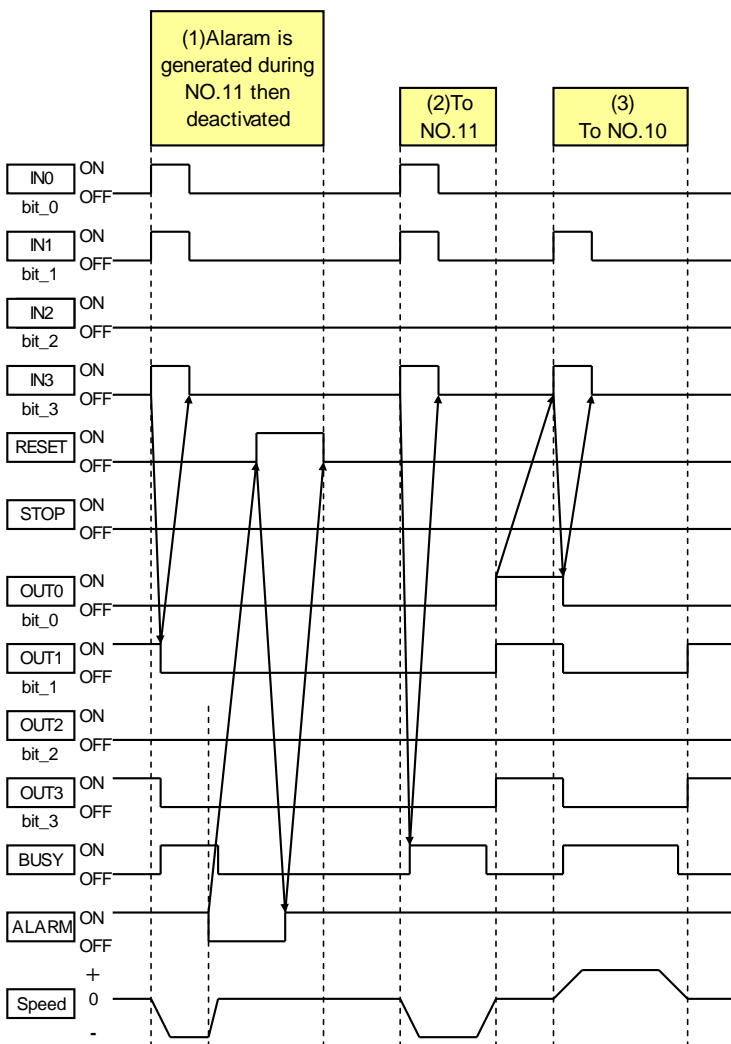 (1)Alaram is
generated during
NO.11 then
deactivated
(2)To
NO.11
(3)
To NO.10
IN0
ON
OFF
bit_0
IN1
ON
OFF
bit_1
IN2
ON
OFF
bit_2
IN3
ON
OFF
bit_3
RESET
ON
OFF
STOP
ON
OFF
OUT0
ON
OFF
bit_0
OUT1
ON
OFF
bit_1
OUT2
ON
OFF
bit_2
OUT3
ON
OFF
bit_3
BUSY
ON
OFF
ALARM
ON
OFF
Speed
+
0
-